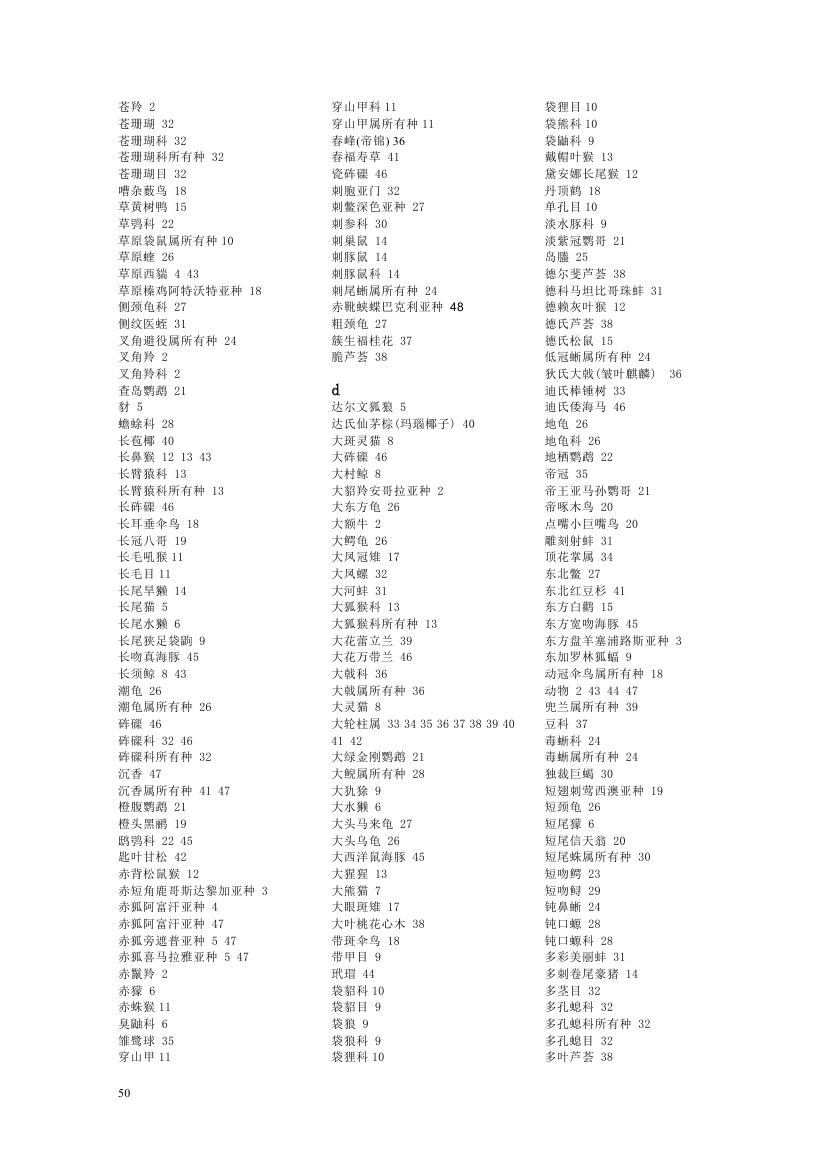 苍羚 2
苍珊瑚 32
苍珊瑚科 32
苍珊瑚科所有种 32
苍珊瑚目 32
嘈杂薮鸟 18
草黄树鸭 15
草鸮科 22
草原袋鼠属所有种 10
草原蝰 26
草原西貒 4 43
草原榛鸡阿特沃特亚种 18
侧颈龟科 27
侧纹医蛭 31
叉角避役属所有种 24
叉角羚 2
叉角羚科 2
查岛鹦鹉 21
豺 5
蟾蜍科 28
长苞椰 40
长鼻猴 12 13 43
长臂猿科 13
长臂猿科所有种 13
长砗磲 46
长耳垂伞鸟 18
长冠八哥 19
长毛吼猴 11
长毛目 11
长尾旱獭 14
长尾猫 5
长尾水獭 6
长尾狭足袋鼩 9
长吻真海豚 45
长须鲸 8 43
潮龟 26
潮龟属所有种 26
砗磲 46
砗磲科 32 46
砗磲科所有种 32
沉香 47
沉香属所有种 41 47
橙腹鹦鹉 21
橙头黑鹂 19
鸱鸮科 22 45
匙叶甘松 42
赤背松鼠猴 12
赤短角鹿哥斯达黎加亚种 3
赤狐阿富汗亚种 4
赤狐阿富汗亚种 47
赤狐旁遮普亚种 5 47
赤狐喜马拉雅亚种 5 47
赤鬣羚 2
赤獴 6
赤蛛猴 11
臭鼬科 6
雏鹭球 35
穿山甲 11
穿山甲科 11
穿山甲属所有种 11
春峰(帝锦) 36
春福寿草 41
瓷砗磲 46
刺胞亚门 32
刺鳖深色亚种 27
刺参科 30
刺巢鼠 14
刺豚鼠 14
刺豚鼠科 14
刺尾蜥属所有种 24
赤靴蛱蝶巴克利亚种 48
粗颈龟 27
簇生福桂花 37
脆芦荟 38
d
达尔文狐狼 5
达氏仙茅棕(玛瑙椰子) 40
大斑灵猫 8
大砗磲 46
大村鲸 8
大貂羚安哥拉亚种 2
大东方龟 26
大额牛 2
大鳄龟 26
大凤冠雉 17
大凤螺 32
大河蚌 31
大狐猴科 13
大狐猴科所有种 13
大花蕾立兰 39
大花万带兰 46
大戟科 36
大戟属所有种 36
大灵猫 8
大轮柱属 33 34 35 36 37 38 39 40
41 42
大绿金刚鹦鹉 21
大鲵属所有种 28
大犰狳 9
大水獭 6
大头马来龟 27
大头乌龟 26
大西洋鼠海豚 45
大猩猩 13
大熊猫 7
大眼斑雉 17
大叶桃花心木 38
带斑伞鸟 18
带甲目 9
玳瑁 44
袋貂科 10
袋貂目 9
袋狼 9
袋狼科 9
袋狸科 10
袋狸目 10
袋熊科 10
袋鼬科 9
戴帽叶猴 13
黛安娜长尾猴 12
丹顶鹤 18
单孔目 10
淡水豚科 9
淡紫冠鹦哥 21
岛螣 25
德尔斐芦荟 38
德科马坦比哥珠蚌 31
德赖灰叶猴 12
德氏芦荟 38
德氏松鼠 15
低冠蜥属所有种 24
狄氏大戟(皱叶麒麟) 36
迪氏棒锤树 33
迪氏倭海马 46
地龟 26
地龟科 26
地栖鹦鹉 22
帝冠 35
帝王亚马孙鹦哥 21
帝啄木鸟 20
点嘴小巨嘴鸟 20
雕刻射蚌 31
顶花掌属 34
东北鳖 27
东北红豆杉 41
东方白鹳 15
东方宽吻海豚 45
东方盘羊塞浦路斯亚种 3
东加罗林狐蝠 9
动冠伞鸟属所有种 18
动物 2 43 44 47
兜兰属所有种 39
豆科 37
毒蜥科 24
毒蜥属所有种 24
独裁巨蝎 30
短翅刺莺西澳亚种 19
短颈龟 26
短尾獴 6
短尾信天翁 20
短尾蛛属所有种 30
短吻鳄 23
短吻鲟 29
钝鼻蜥 24
钝口螈 28
钝口螈科 28
多彩美丽蚌 31
多刺卷尾豪猪 14
多茎目 32
多孔螅科 32
多孔螅科所有种 32
多孔螅目 32
多叶芦荟 38
50